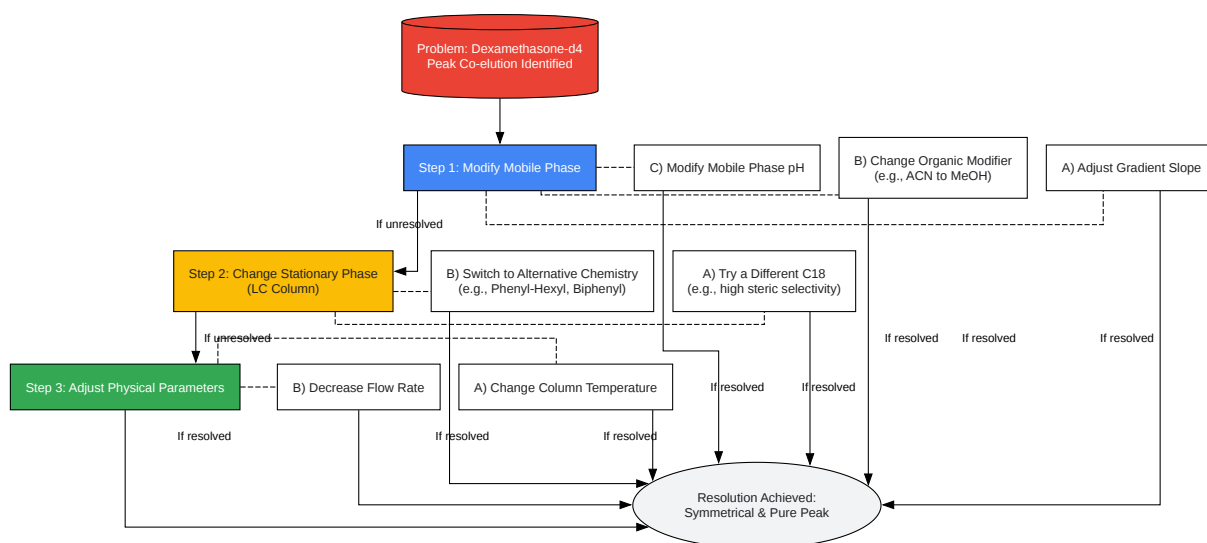 Problem: Dexamethasone-d4
Peak Co-elution Identified
Step 1: Modify Mobile Phase
C) Modify Mobile Phase pH
B) Change Organic Modifier
(e.g., ACN to MeOH)
A) Adjust Gradient Slope
If unresolved
Step 2: Change Stationary Phase
(LC Column)
B) Switch to Alternative Chemistry
(e.g., Phenyl-Hexyl, Biphenyl)
A) Try a Different C18
(e.g., high steric selectivity)
If unresolved
If resolved
If resolved
If resolved
Step 3: Adjust Physical Parameters
B) Decrease Flow Rate
A) Change Column Temperature
If resolved
If resolved
If resolved
If resolved
If resolved
Resolution Achieved:
Symmetrical & Pure Peak